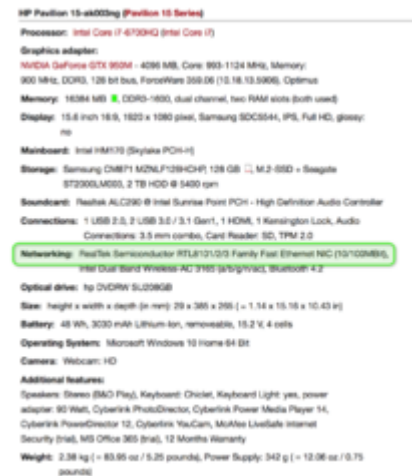 HP Pavilion 15-ak003ng (Pavilion 15 Series)
Processor: Intel Core i7-6700HQ (Intel Core i7)
Graphics adapter:
NVIDIA GeForce GTX 950M - 4096 MB, Core: 993-1124 MHz, Memory:
900 MHz, DDR3, 128 bit bus, ForceWare 359.06 (10.18.13.5906), Optimus
Memory: 16384 MB , DDR3-1600, dual channel, two RAM slots (both used)
Display: 15.6 inch 16:9, 1920 x 1080 pixel, Samsung SDC5544, IPS, Full HD, glossy:
no
Mainboard: Intel HM170 (Skylake PCH-H)
Storage: Samsung CM871 MZNLF128HCHP, 128 GB , M.2-SSD + Seagate
ST2000LM003, 2 TB HDD @ 5400 rpm
Soundcard: Realtek ALC290 @ Intel Sunrise Point PCH - High Definition Audio Controller
Connections: 1 USB 2.0, 2 USB 3.0 / 3.1 Gen1, 1 HDMI, 1 Kensington Lock, Audio
Connections: 3.5 mm combo, Card Reader: SD, TPM 2.0
Networking: RealTek Semiconductor RTL8101/2/3 Family Fast Ethernet NIC (10/100MBit),
Intel Dual Band Wireless-AC 3165 (a/b/g/n/ac), Bluetooth 4.2
Optical drive: hp DVDRW SU208GB
Size: height x width x depth (in mm): 29 x 385 x 265 ( = 1.14 x 15.16 x 10.43 in)
Battery: 48 Wh, 3030 mAh Lithium-Ion, removeable, 15.2 V, 4 cells
Operating System: Microsoft Windows 10 Home 64 Bit
Camera: Webcam: HD
Additional features:
Speakers: Stereo (B&O Play), Keyboard: Chiclet, Keyboard Light: yes, power
adapter: 90 Watt, Cyberlink PhotoDirector, Cyberlink Power Media Player 14,
Cyberlink PowerDirector 12, Cyberlink YouCam, McAfee LiveSafe Internet
Security (trial), MS Office 365 (trial), 12 Months Warranty
Weight: 2.38 kg ( = 83.95 oz / 5.25 pounds), Power Supply: 342 g ( = 12.06 oz / 0.75
pounds)